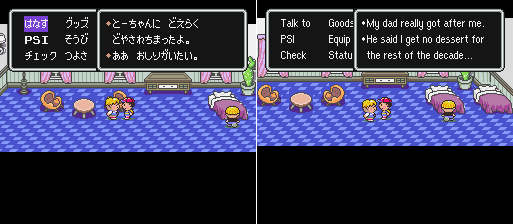 はなす グッズ
PSI そうび
チェック つよさ
◆とーちゃんに どえらく
どやされちまったよ。
◆ああ おしりがいたい。
Talk to Goods
PSI Equip
Check Statu
◆My dad really got after me.
◆He said I get no dessert for
the rest of the decade...